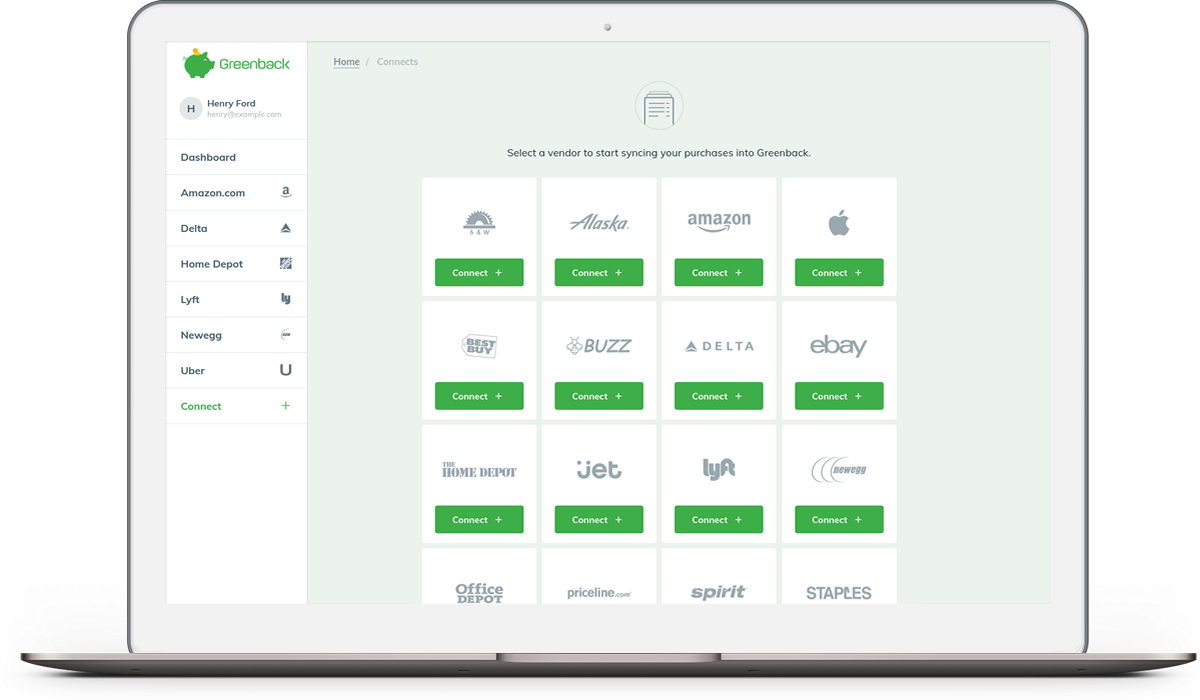 Greenback
H
Henry Ford
henry@example.com
Dashboard
Amazon.com
a
Delta
Home Depot
Lyft
lyft
Newegg
Uber
U
Connect +
Home / Connects
Select a vendor to start syncing your purchases into Greenback.
B & W
Alaska
amazon
Connect + Connect + Connect + Connect +
BEST BUY
BUZZ
DELTA
ebay
Connect + Connect + Connect + Connect +
THE HOME DEPOT
jet
lyft
newegg
Connect + Connect + Connect + Connect +
Office DEPOT
priceline.com
spirit
STAPLES